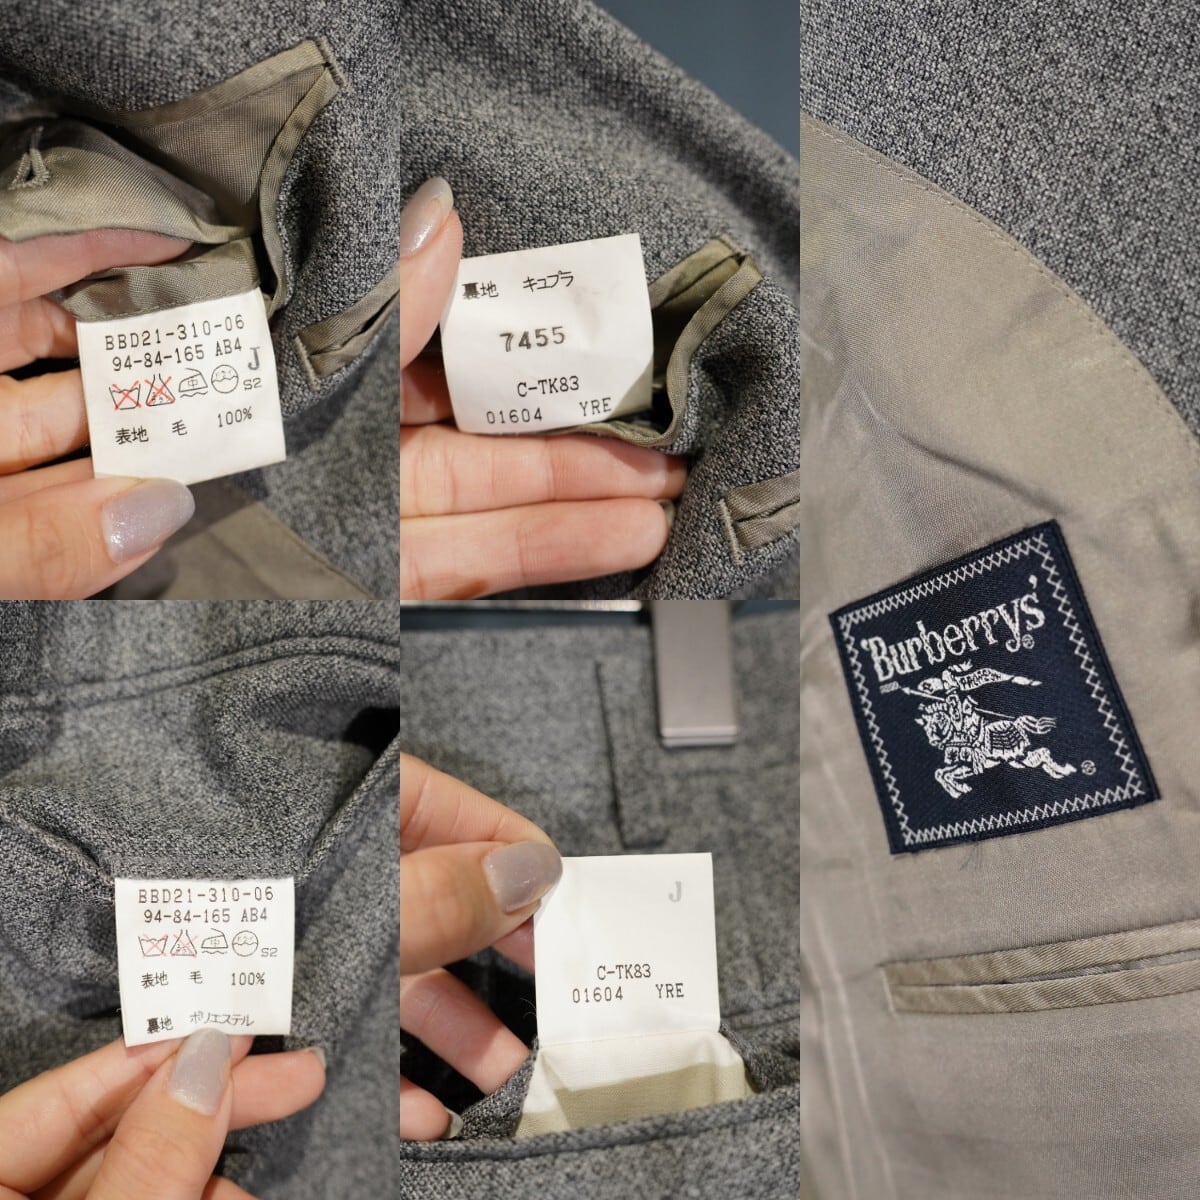 BBD21-310-06
94-84-165 AB4
J
中
S2
表地 毛 100%
裏地 キュプラ
7455
C-TK83
01604 YRE
Burberrys'
BBD21-310-06
94-84-165 AB4
中
S2
表地 毛 100%
裏地 ポリエステル
J
C-TK83
01604 YRE